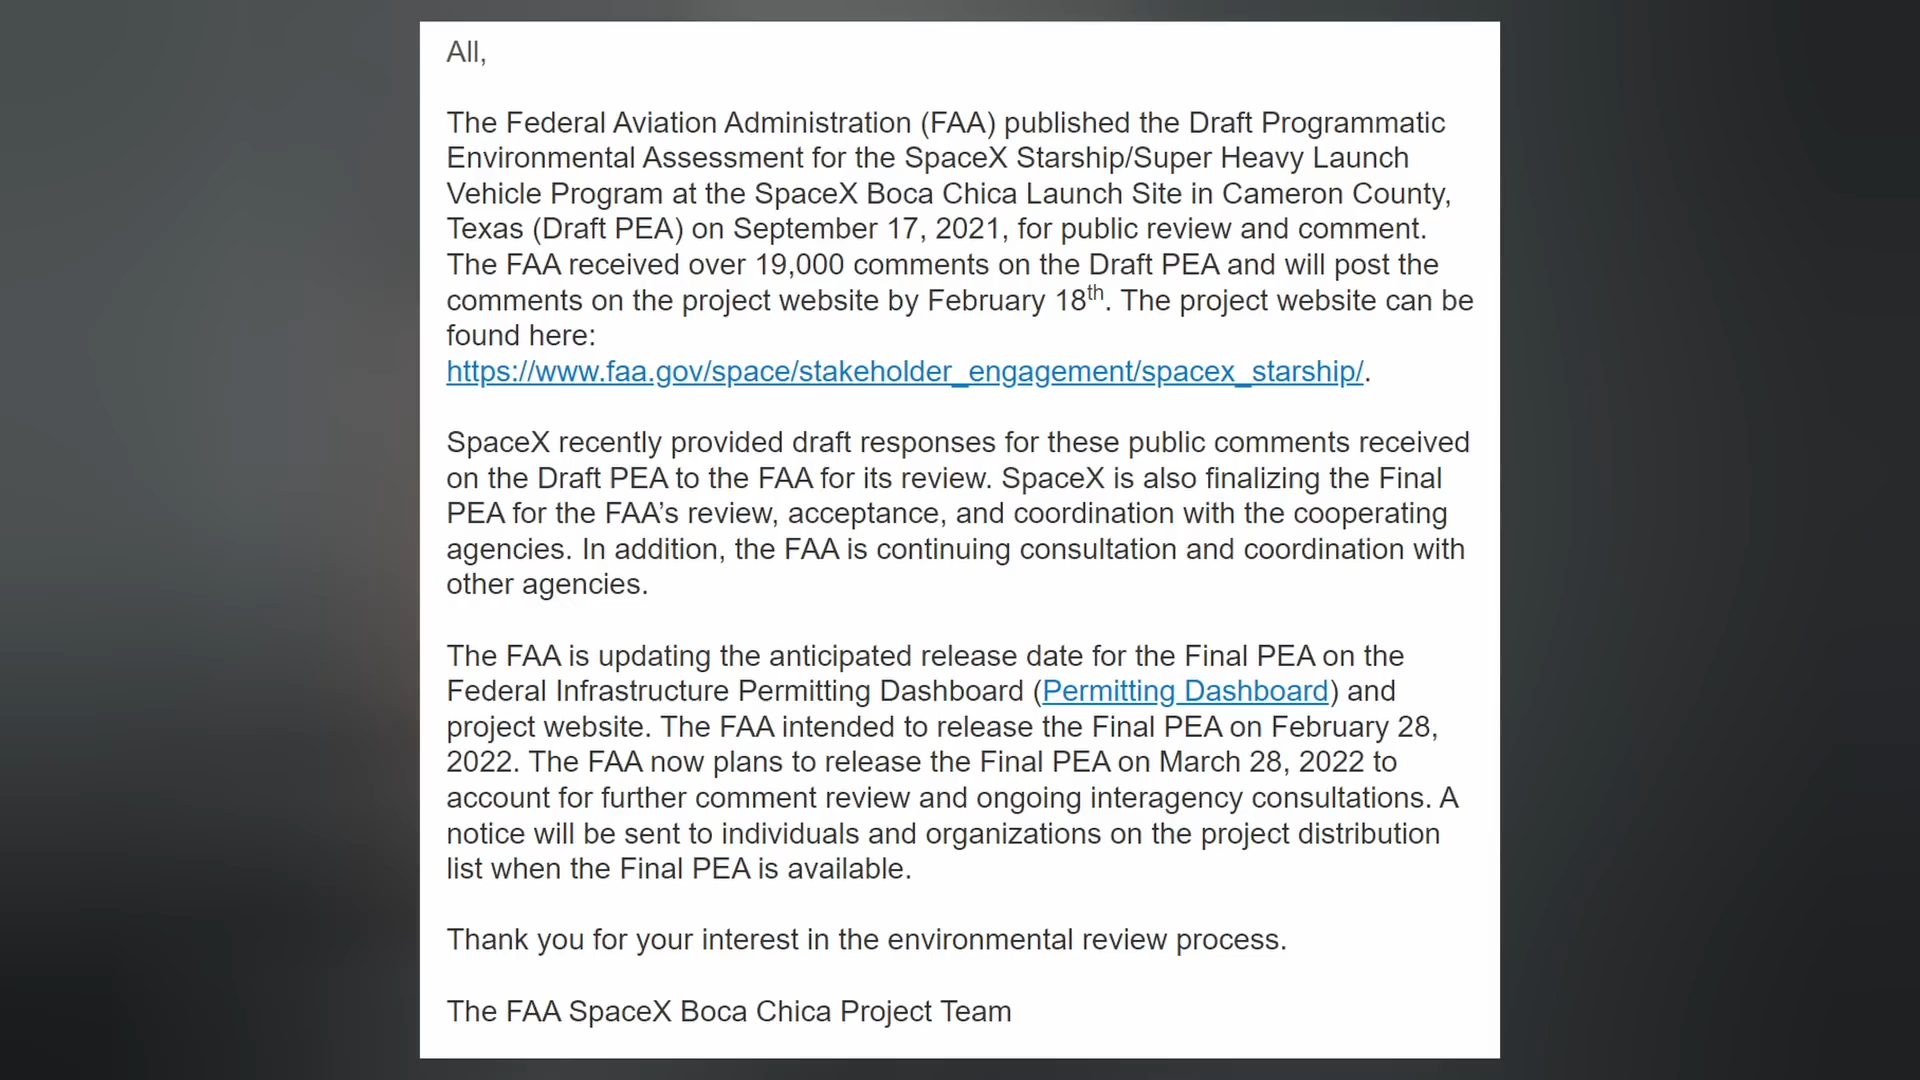 All,
The Federal Aviation Administration (FAA) published the Draft Programmatic
Environmental Assessment for the SpaceX Starship/Super Heavy Launch
Vehicle Program at the SpaceX Boca Chica Launch Site in Cameron County,
Texas (Draft PEA) on September 17, 2021, for public review and comment.
The FAA received over 19,000 comments on the Draft PEA and will post the
comments on the project website by February 18th. The project website can be
found here:
https://www.faa.gov/space/stakeholder_engagement/spacex_starship/.
SpaceX recently provided draft responses for these public comments received
on the Draft PEA to the FAA for its review. SpaceX is also finalizing the Final
PEA for the FAA’s review, acceptance, and coordination with the cooperating
agencies. In addition, the FAA is continuing consultation and coordination with
other agencies.
The FAA is updating the anticipated release date for the Final PEA on the
Federal Infrastructure Permitting Dashboard (Permitting Dashboard) and
project website. The FAA intended to release the Final PEA on February 28,
2022. The FAA now plans to release the Final PEA on March 28, 2022 to
account for further comment review and ongoing interagency consultations. A
notice will be sent to individuals and organizations on the project distribution
list when the Final PEA is available.
Thank you for your interest in the environmental review process.
The FAA SpaceX Boca Chica Project Team